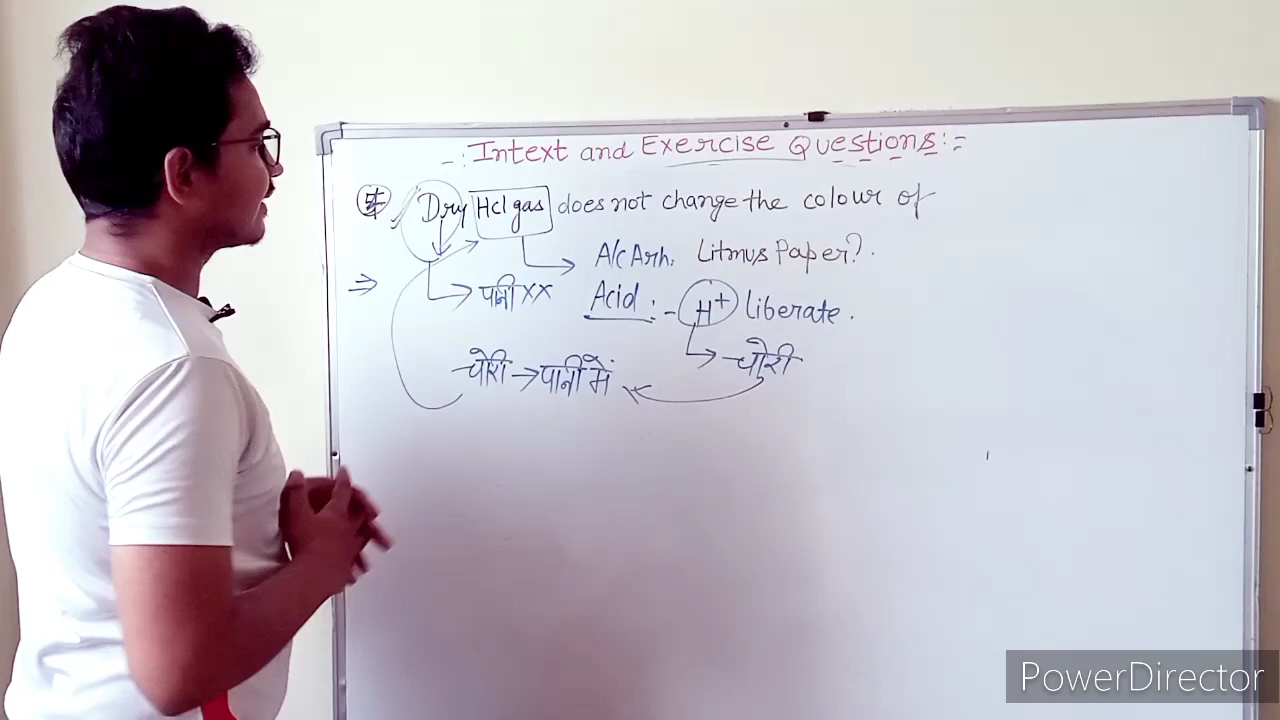 -: Intext and Exercise Questions :-
Dry Hcl gas does not change the colour of
A/c Arh. Litmus Paper?.
⇒ → पानी xx Acid :- H+ liberate.
चोरी → पानी में → चोरी
PowerDirector